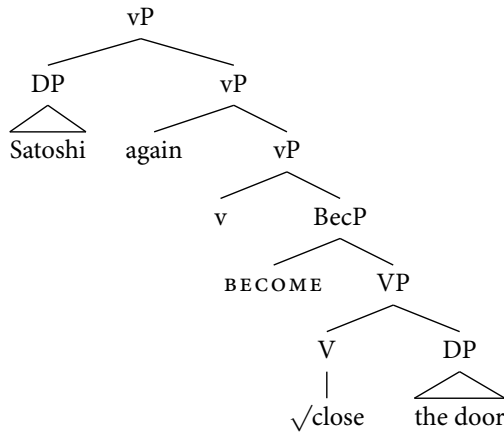 vP
DP vP
Satoshi again vP
v BecP
BECOME VP
V DP
√close the door